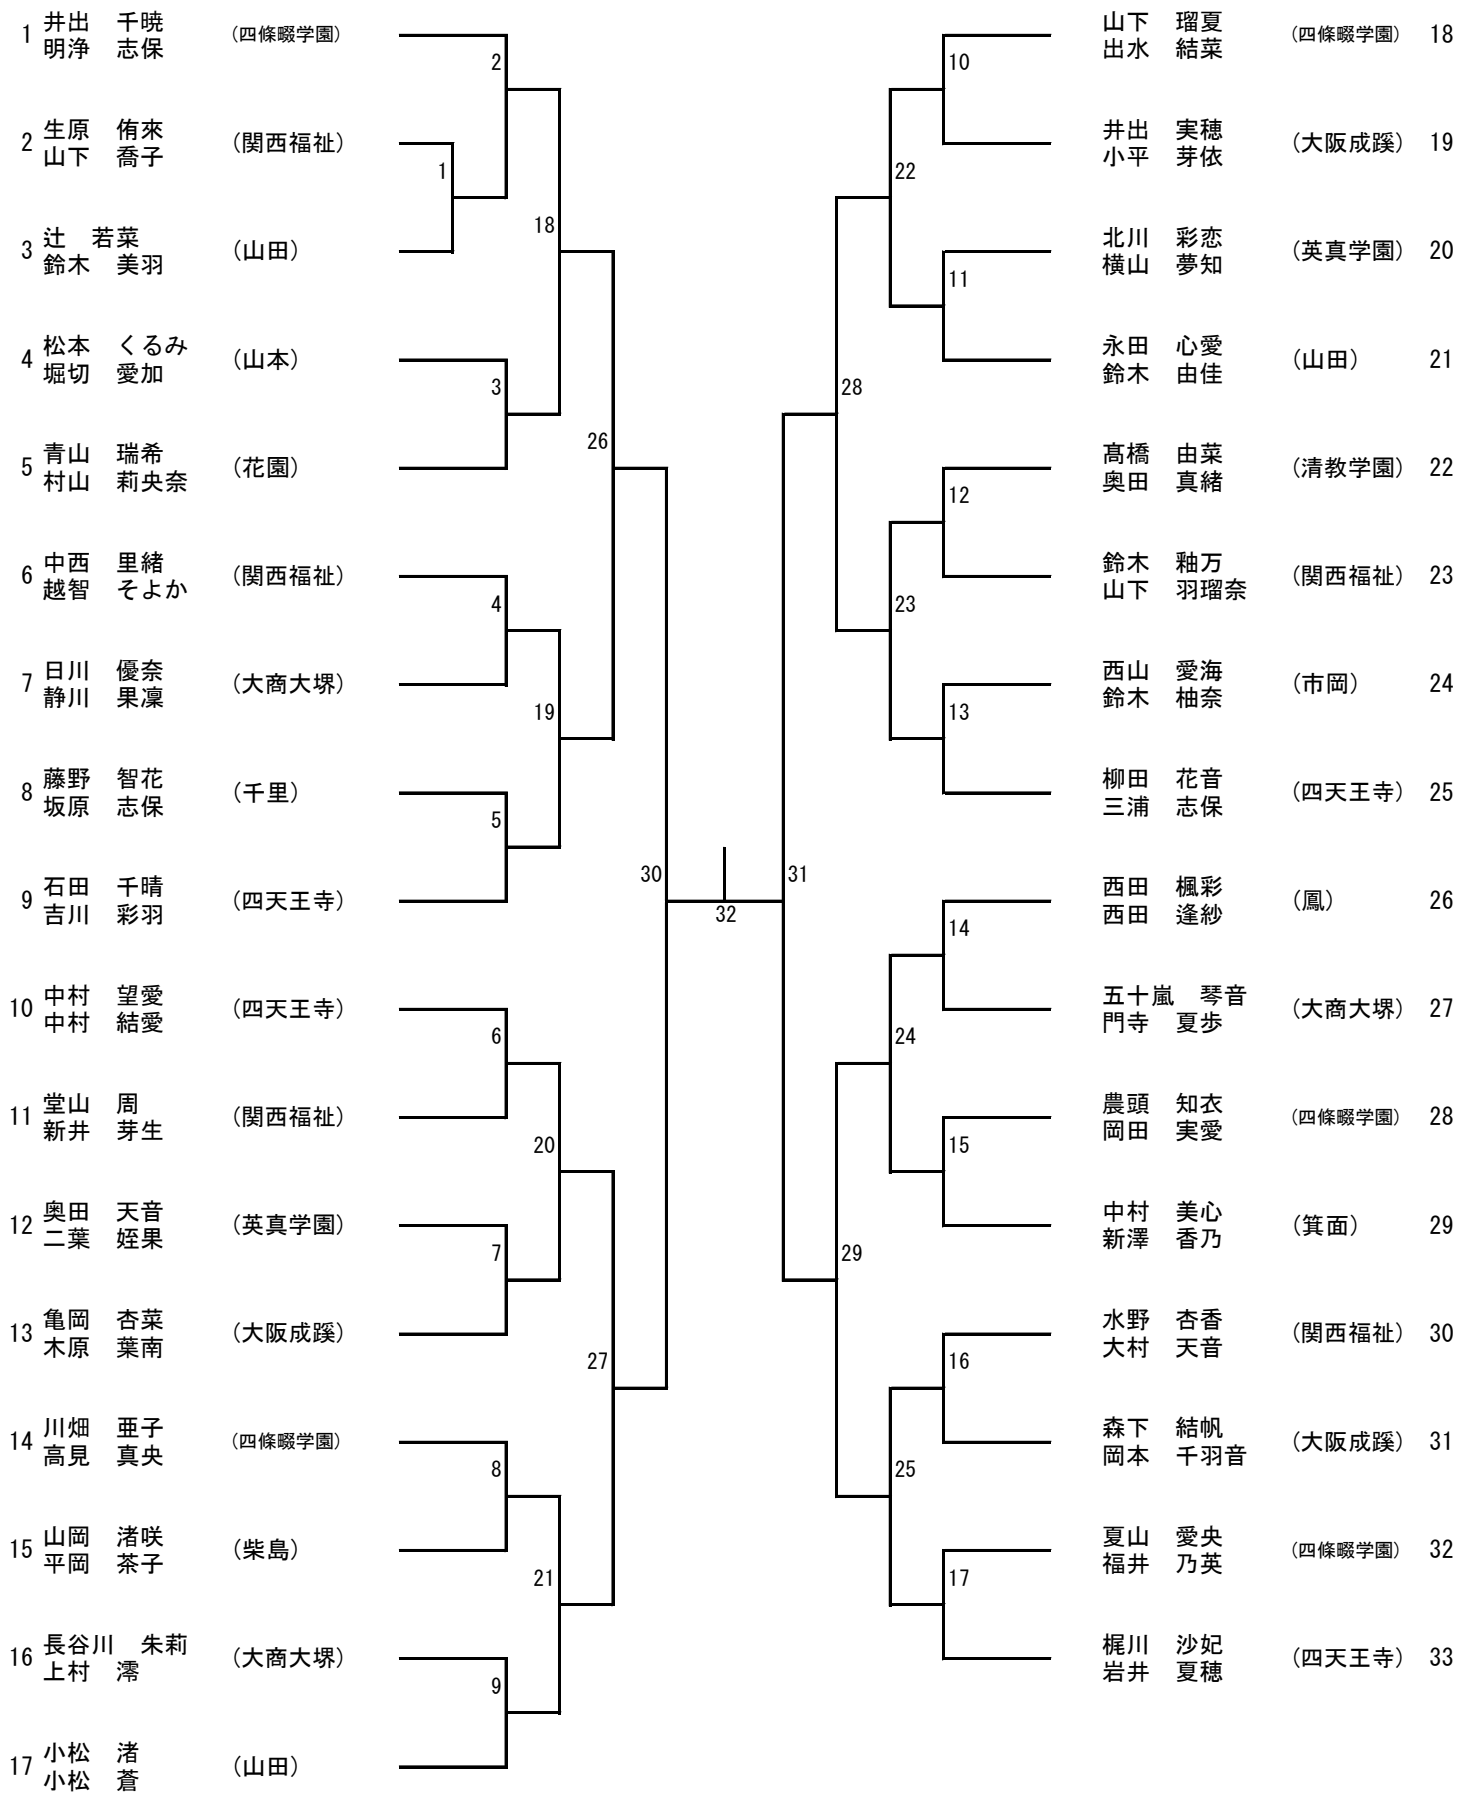 1 井出　千暁 (四條畷学園)
明浄　志保
2 生原　侑來 (関西福祉)
山下　喬子
3 辻　若菜 (山田)
鈴木　美羽
4 松本　くるみ (山本)
堀切　愛加
5 青山　瑞希 (花園)
村山　莉央奈
6 中西　里緒 (関西福祉)
越智　そよか
7 日川　優奈 (大商大堺)
静川　果凜
8 藤野　智花 (千里)
坂原　志保
9 石田　千晴 (四天王寺)
吉川　彩羽
10 中村　望愛 (四天王寺)
中村　結愛
11 堂山　周 (関西福祉)
新井　芽生
12 奥田　天音 (英真学園)
二葉　姪果
13 亀岡　杏菜 (大阪成蹊)
木原　葉南
14 川畑　亜子 (四條畷学園)
高見　真央
15 山岡　渚咲 (柴島)
平岡　茶子
16 長谷川　朱莉 (大商大堺)
上村　澪
17 小松　渚 (山田)
小松　蒼
2
1
18
3
26
4
19
5
30
6
20
7
27
8
21
9
32
10
22
11
28
12
23
13
31
14
24
15
29
16
25
17
山下　瑠夏 (四條畷学園) 18
出水　結菜
井出　実穂 (大阪成蹊) 19
小平　芽依
北川　彩恋 (英真学園) 20
横山　夢知
永田　心愛 (山田) 21
鈴木　由佳
髙橋　由菜 (清教学園) 22
奥田　真緒
鈴木　釉万 (関西福祉) 23
山下　羽瑠奈
西山　愛海 (市岡) 24
鈴木　柚奈
柳田　花音 (四天王寺) 25
三浦　志保
西田　楓彩 (鳳) 26
西田　逢紗
五十嵐　琴音 (大商大堺) 27
門寺　夏歩
農頭　知衣 (四條畷学園) 28
岡田　実愛
中村　美心 (箕面) 29
新澤　香乃
水野　杏香 (関西福祉) 30
大村　天音
森下　結帆 (大阪成蹊) 31
岡本　千羽音
夏山　愛央 (四條畷学園) 32
福井　乃英
梶川　沙妃 (四天王寺) 33
岩井　夏穂